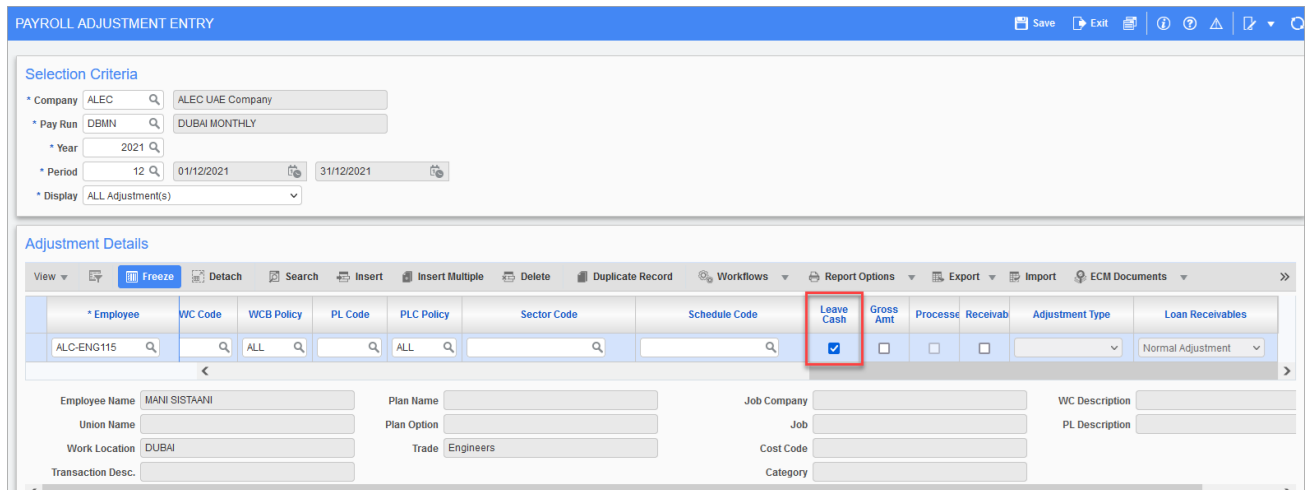 PAYROLL ADJUSTMENT ENTRY Save Exit
Selection Criteria
* Company ALEC ALEC UAE Company
* Pay Run DBMN DUBAI MONTHLY
* Year 2021
* Period 12 01/12/2021 31/12/2021
* Display ALL Adjustment(s)
Adjustment Details
View Freeze Detach Search Insert Insert Multiple Delete Duplicate Record Workflows Report Options Export Import ECM Documents »
* Employee WC Code WCB Policy PL Code PLC Policy Sector Code Schedule Code Leave Cash Gross Amt Processe Receivab Adjustment Type Loan Receivables
ALC-ENG115 ALL ALL Normal Adjustment
Employee Name MANI SISTAANI Plan Name Job Company WC Description
Union Name Plan Option Job PL Description
Work Location DUBAI Trade Engineers Cost Code
Transaction Desc. Category